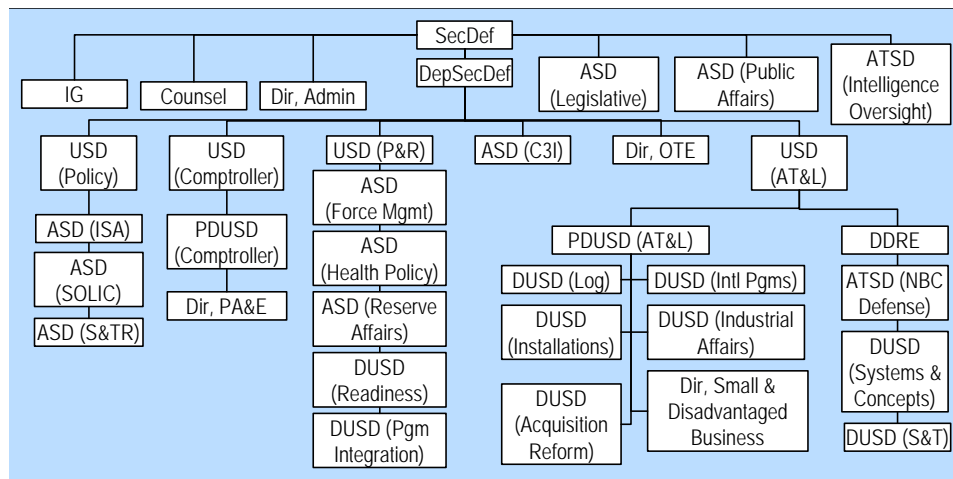 SecDef
DepSecDef
IG
Counsel
Dir, Admin
ASD
(Legislative)
ASD (Public
Affairs)
ATSD
(Intelligence
Oversight)
USD
(Policy)
USD
(Comptroller)
USD (P&R)
ASD (C3I)
Dir, OTE
USD
(AT&L)
ASD (ISA)
ASD
(SOLIC)
ASD (S&TR)
PDUSD
(Comptroller)
Dir, PA&E
ASD
(Force Mgmt)
ASD
(Health Policy)
ASD (Reserve
Affairs)
DUSD
(Readiness)
DUSD (Pgm
Integration)
PDUSD (AT&L)
DUSD (Log)
DUSD (Intl Pgms)
DUSD
(Installations)
DUSD (Industrial
Affairs)
DUSD
(Acquisition
Reform)
Dir, Small &
Disadvantaged
Business
DDRE
ATSD (NBC
Defense)
DUSD
(Systems &
Concepts)
DUSD (S&T)